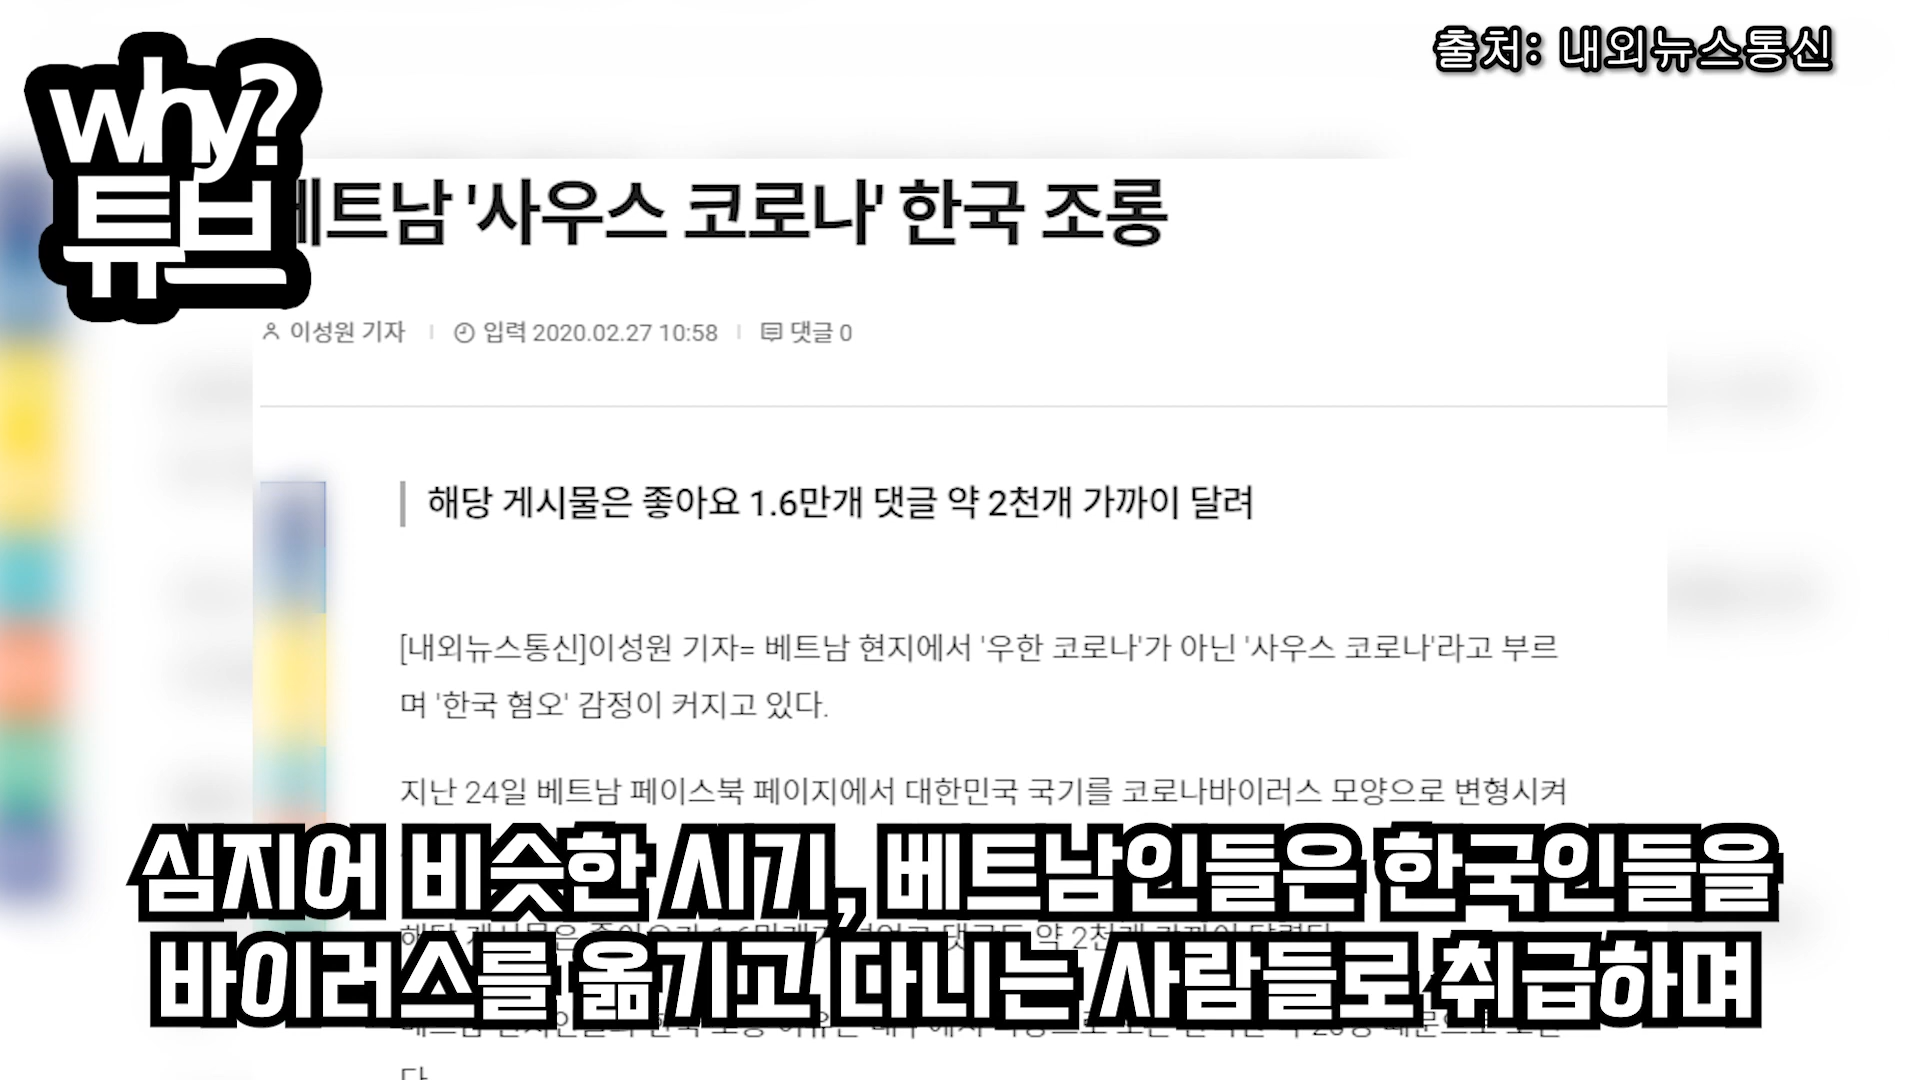 출처: 내외뉴스통신
why?
튜브
베트남 '사우스 코로나' 한국 조롱
이성원 기자 입력 2020.02.27 10:58 댓글 0
해당 게시물은 좋아요 1.6만개 댓글 약 2천개 가까이 달려
[내외뉴스통신]이성원 기자= 베트남 현지에서 '우한 코로나'가 아닌 '사우스 코로나'라고 부르
며 '한국 혐오' 감정이 커지고 있다.
지난 24일 베트남 페이스북 페이지에서 대한민국 국기를 코로나바이러스 모양으로 변형시켜
심지어 비슷한 시기, 베트남인들은 한국인들을
바이러스를 옮기고 다니는 사람들로 취급하며